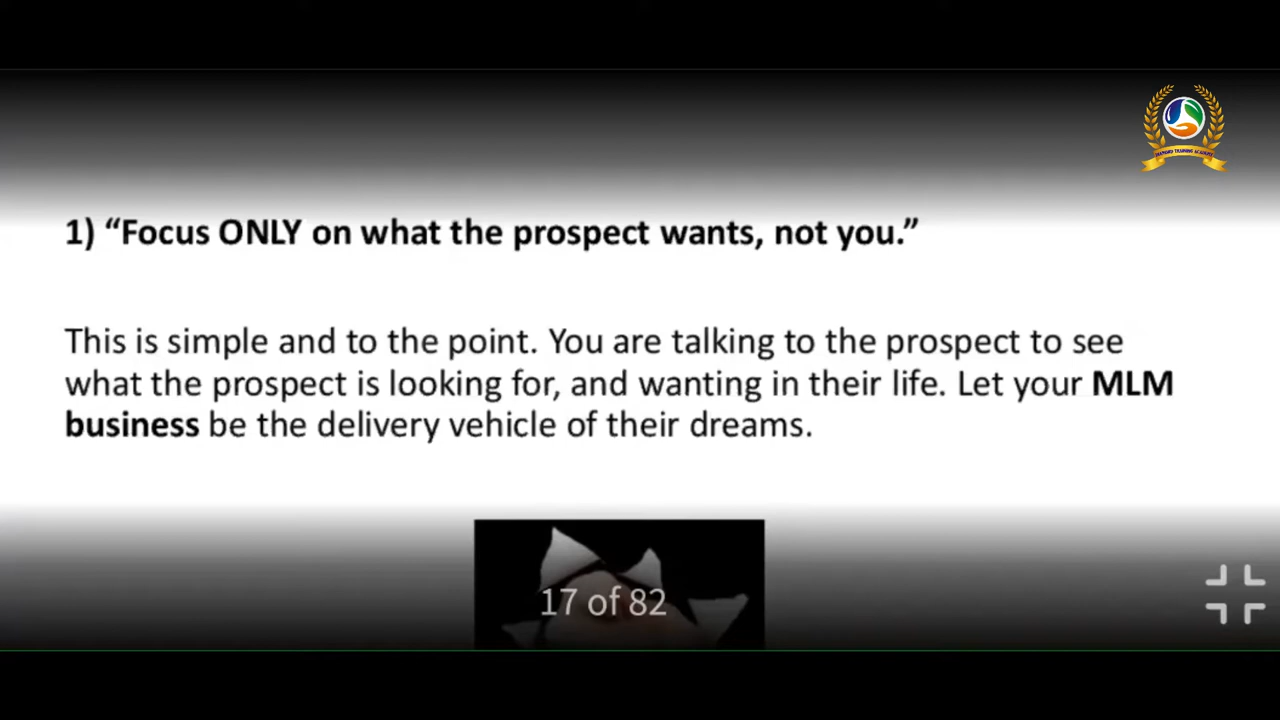 1) “Focus ONLY on what the prospect wants, not you.”
This is simple and to the point. You are talking to the prospect to see
what the prospect is looking for, and wanting in their life. Let your MLM
business be the delivery vehicle of their dreams.
17 of 82